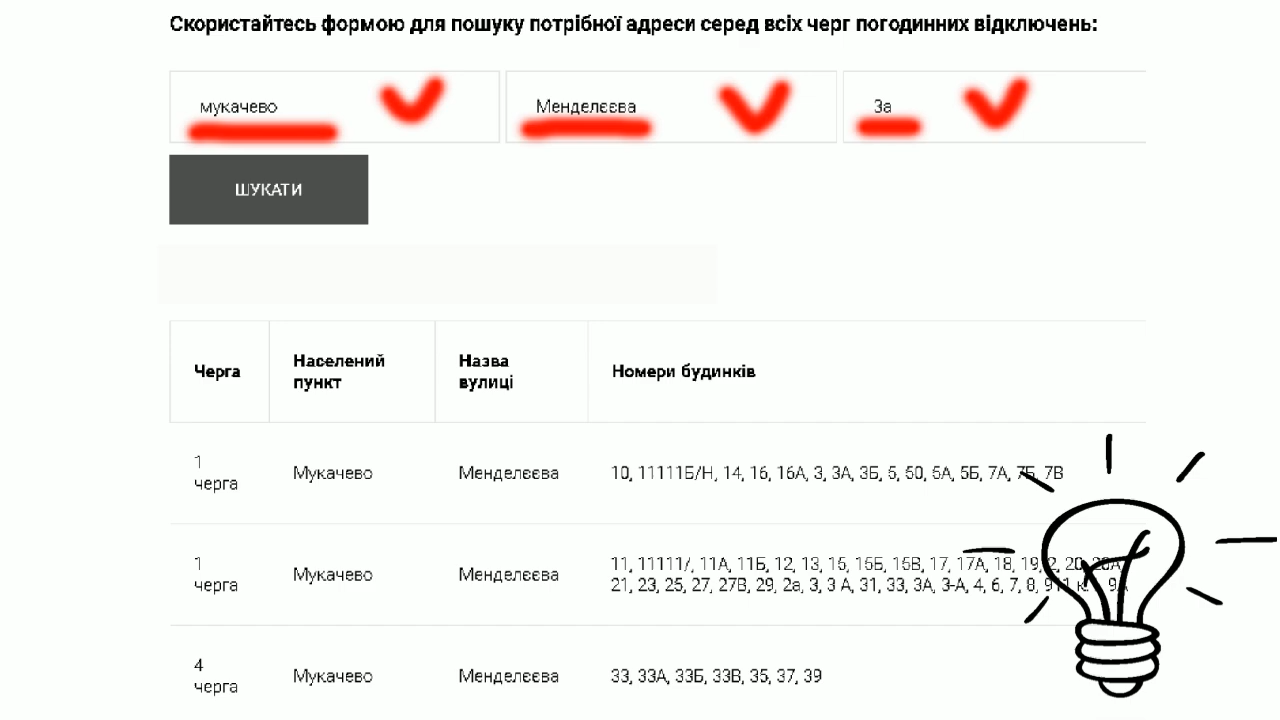 Скористайтесь формою для пошуку потрібної адреси серед всіх черг погодинних відключень:
мукачево
Менделєєва
3а
ШУКАТИ
Черга
Населений пункт
Назва вулиці
Номери будинків
1 черга
Мукачево
Менделєєва
10, 11111Б/Н, 14, 16, 16А, 3, 3А, 3Б, 5, 50, 5А, 5Б, 7А, 7Б, 7В
1 черга
Мукачево
Менделєєва
11, 11111/, 11А, 11Б, 12, 13, 15, 15Б, 15В, 17, 17А, 18, 19, 2, 20, 20А,
21, 23, 25, 27, 27В, 29, 2а, 3, 3 А, 31, 33, 3А, 3-А, 4, 6, 7, 8, 9А
4 черга
Мукачево
Менделєєва
33, 33А, 33Б, 33В, 35, 37, 39